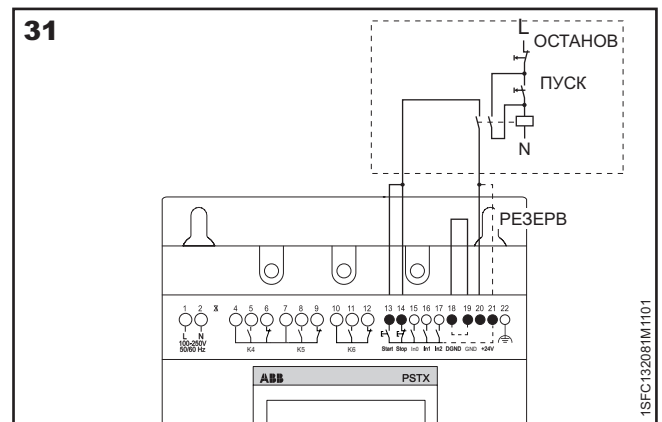 31
L
ОСТАНОВ
ПУСК
N
РЕЗЕРВ
1 2 4 5 6 7 8 9 10 11 12 13 14 15 16 17 18 19 20 21 22
L N
100-250V
50/60 Hz
K4 K5 K6 Start Stop In0 In1 In2 DGND GND +24V
ABB PSTX
1SFC132081M1101